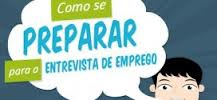 Como se
PREPARAR
para a ENTREVISTA DE EMPREGO